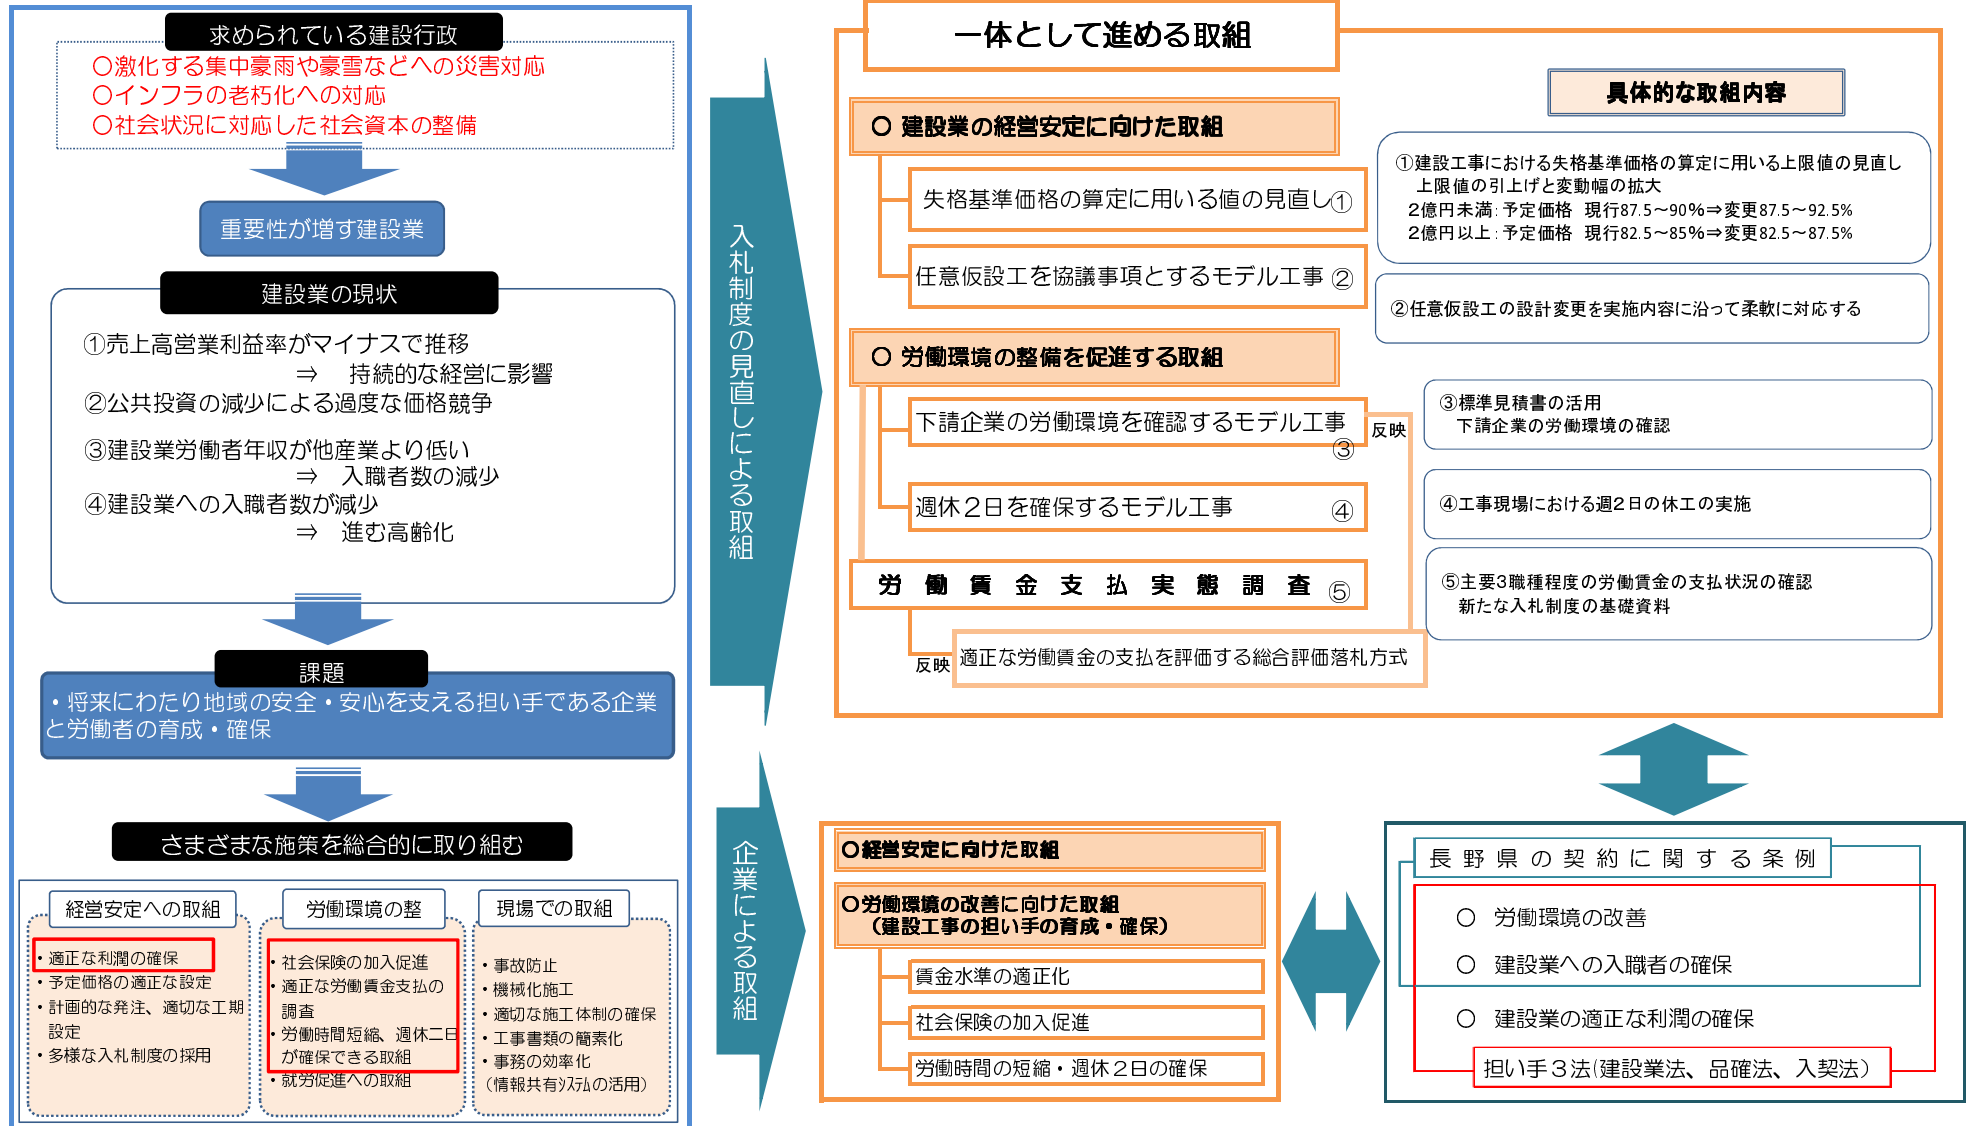 求められている建設行政
〇激化する集中豪雨や豪雪などへの災害対応
〇インフラの老朽化への対応
〇社会状況に対応した社会資本の整備
重要性が増す建設業
建設業の現状
①売上高営業利益率がマイナスで推移
⇒　持続的な経営に影響
②公共投資の減少による過度な価格競争
③建設業労働者年収が他産業より低い
⇒　入職者数の減少
④建設業への入職者数が減少
⇒　進む高齢化
課題
・将来にわたり地域の安全・安心を支える担い手である企業
と労働者の育成・確保
さまざまな施策を総合的に取り組む
経営安定への取組
・適正な利潤の確保
・予定価格の適正な設定
・計画的な発注、適切な工期
設定
・多様な入札制度の採用
労働環境の整
・社会保険の加入促進
・適正な労働賃金支払の
調査
・労働時間短縮、週休二日
が確保できる取組
・就労促進への取組
現場での取組
・事故防止
・機械化施工
・適切な施工体制の確保
・工事書類の簡素化
・事務の効率化
（情報共有ｼｽﾃﾑの活用）
入札制度の見直しによる取組
企業による取組
一体として進める取組
〇 建設業の経営安定に向けた取組
失格基準価格の算定に用いる値の見直し①
任意仮設工を協議事項とするモデル工事 ②
〇 労働環境の整備を促進する取組
下請企業の労働環境を確認するモデル工事
③
反映
週休２日を確保するモデル工事 ④
労働賃金支払実態調査 ⑤
反映
適正な労働賃金の支払を評価する総合評価落札方式
具体的な取組内容
①建設工事における失格基準価格の算定に用いる上限値の見直し
上限値の引上げと変動幅の拡大
2億円未満：予定価格　現行87.5～90％⇒変更87.5～92.5％
2億円以上：予定価格　現行82.5～85％⇒変更82.5～87.5％
②任意仮設工の設計変更を実施内容に沿って柔軟に対応する
③標準見積書の活用
下請企業の労働環境の確認
④工事現場における週2日の休工の実施
⑤主要3職種程度の労働賃金の支払状況の確認
新たな入札制度の基礎資料
〇経営安定に向けた取組
〇労働環境の改善に向けた取組
（建設工事の担い手の育成・確保）
賃金水準の適正化
社会保険の加入促進
労働時間の短縮・週休２日の確保
長野県の契約に関する条例
〇 労働環境の改善
〇 建設業への入職者の確保
〇 建設業の適正な利潤の確保
担い手３法(建設業法、品確法、入契法）